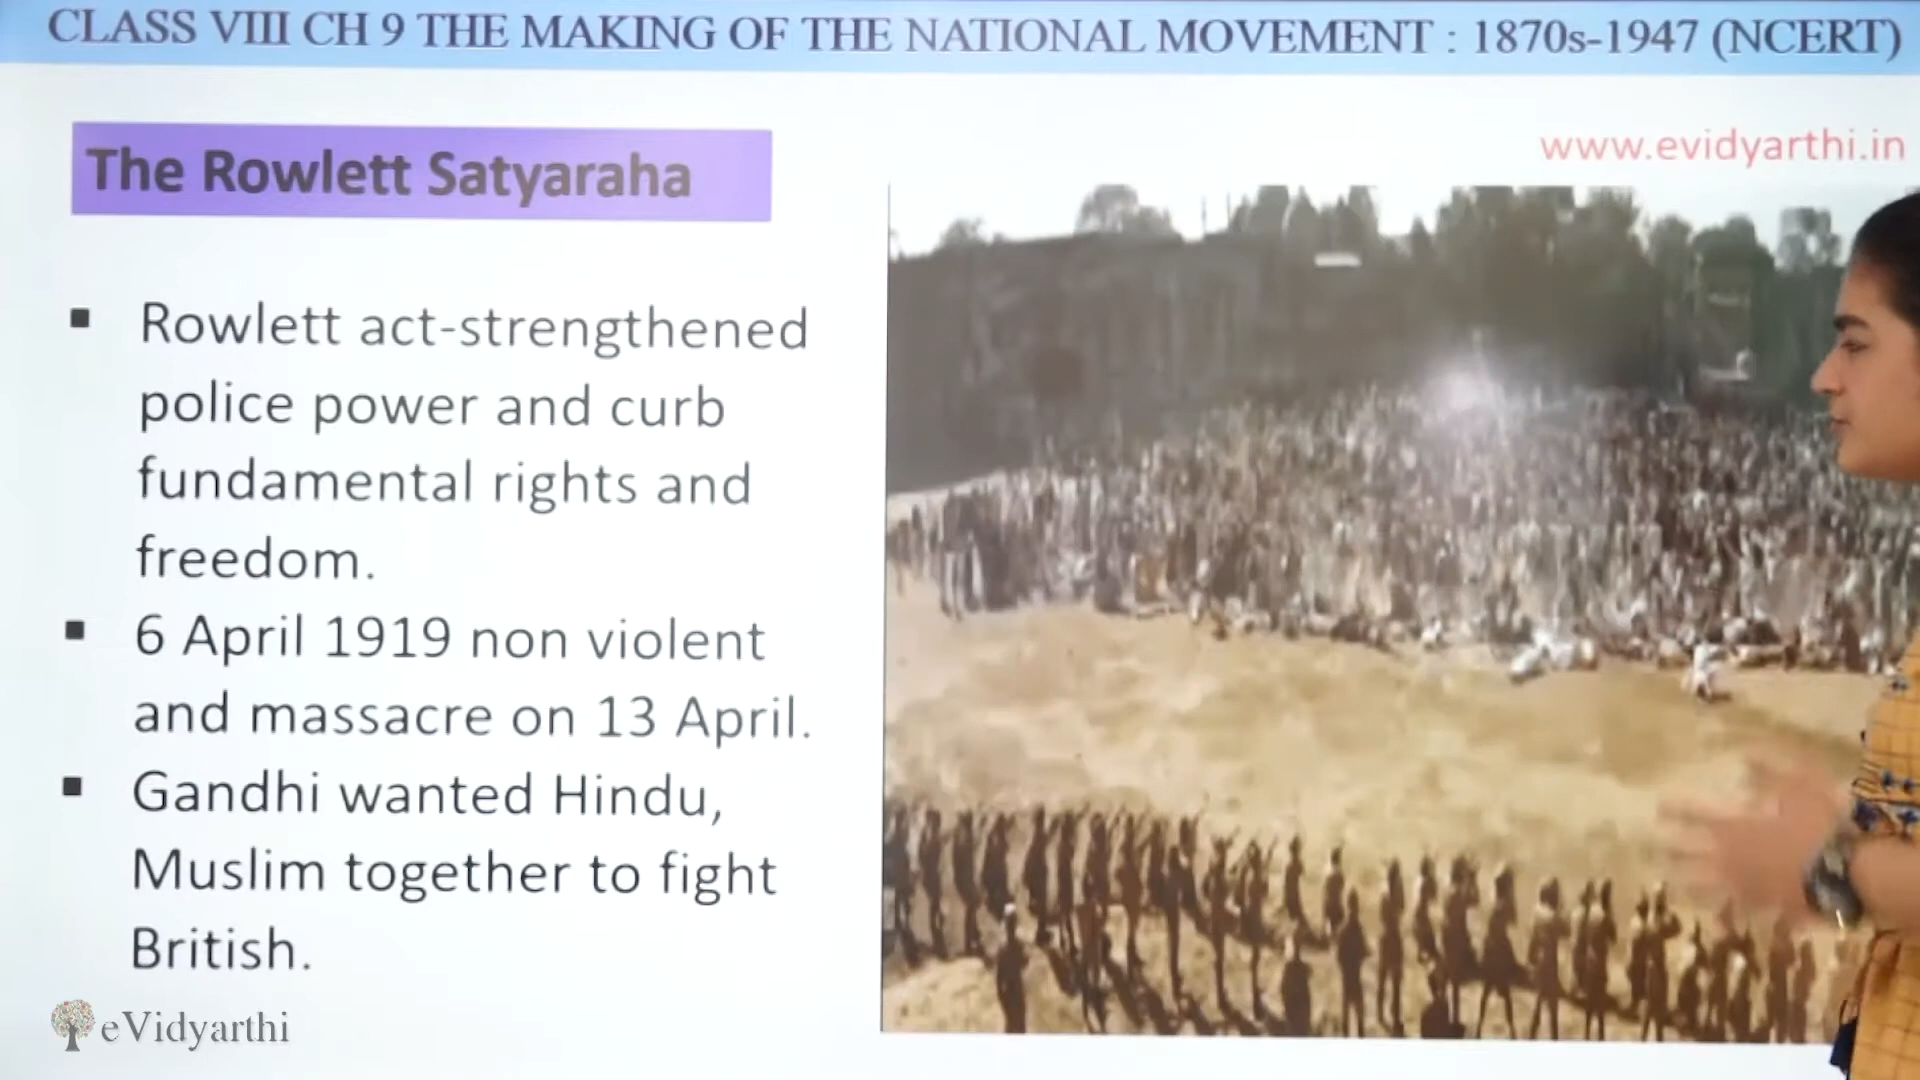 CLASS VIII CH 9 THE MAKING OF THE NATIONAL MOVEMENT : 1870s-1947 (NCERT)
www.evidyarthi.in
The Rowlett Satyaraha
▪ Rowlett act-strengthened
police power and curb
fundamental rights and
freedom.
▪ 6 April 1919 non violent
and massacre on 13 April.
▪ Gandhi wanted Hindu,
Muslim together to fight
British.
eVidyarthi